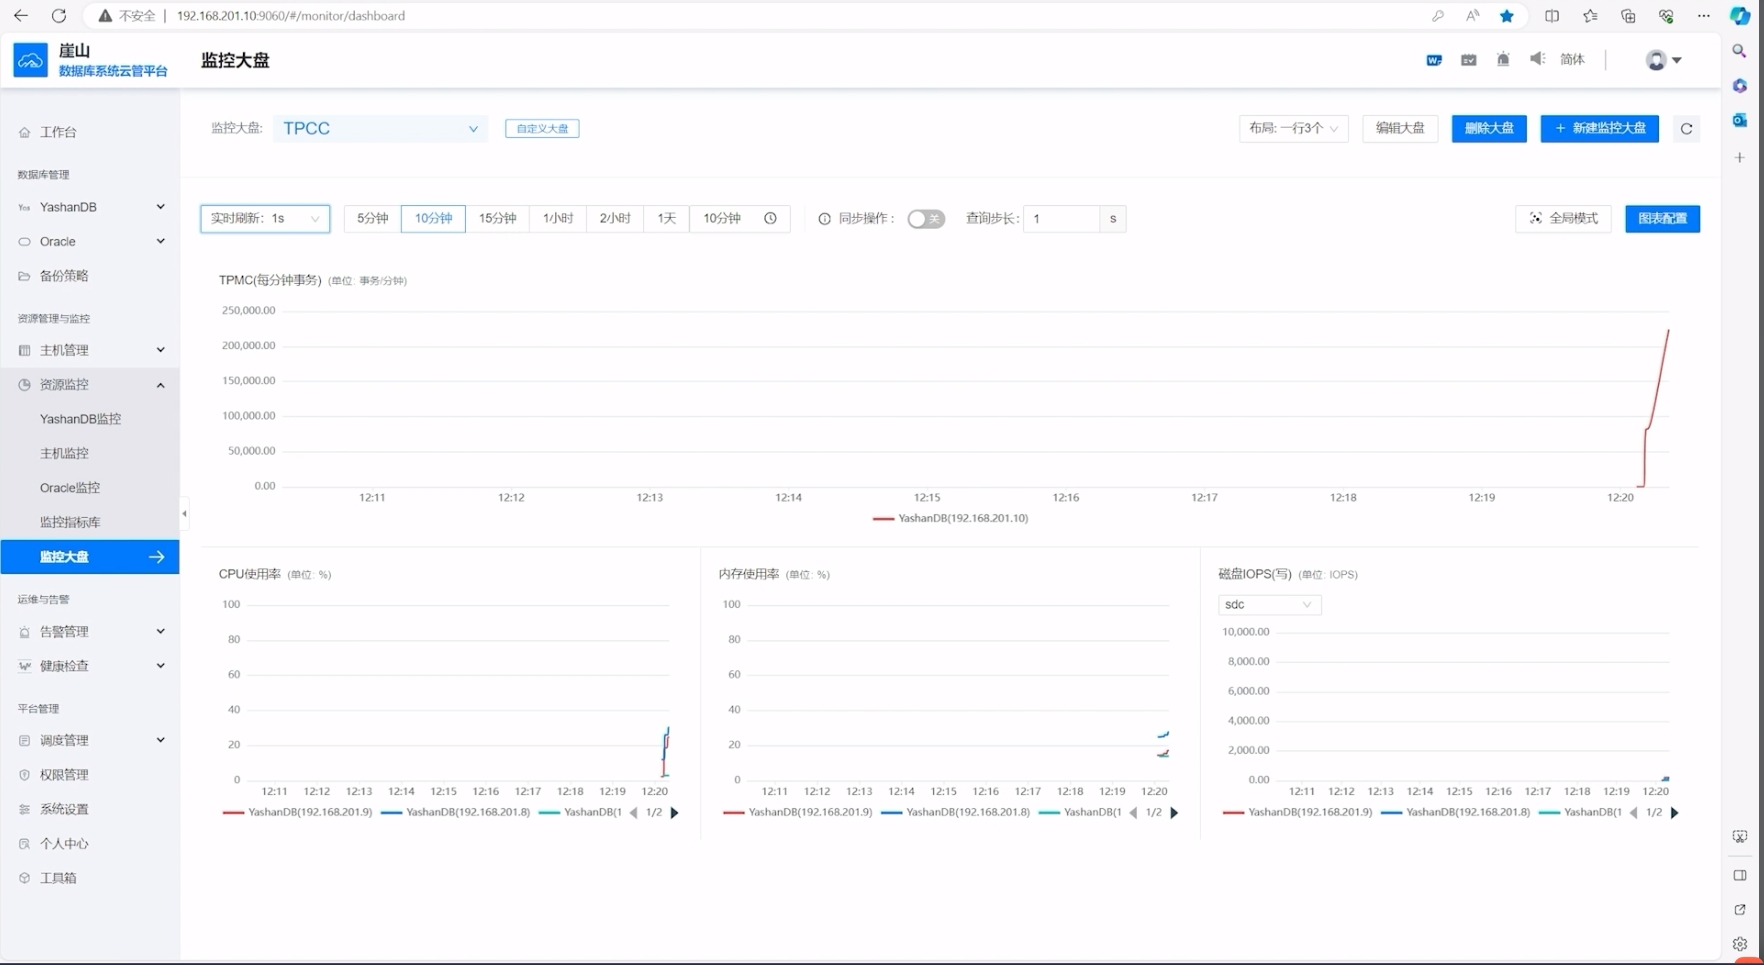 不安全 | 192.168.201.10:9060/#/monitor/dashboard
崖山
数据库系统云管平台
监控大盘
简体
工作台
数据库管理
YashanDB
Oracle
备份策略
资源管理与监控
主机管理
资源监控
YashanDB监控
主机监控
Oracle监控
监控指标库
监控大盘
运维与告警
告警管理
健康检查
平台管理
调度管理
权限管理
系统设置
个人中心
工具箱
监控大盘: TPCC 自定义大盘 布局: 一行3个 编辑大盘 删除大盘 + 新建监控大盘
实时刷新: 1s 5分钟 10分钟 15分钟 1小时 2小时 1天 10分钟 同步操作: 关 查询步长: 1 s 全局模式 图表配置
TPMC(每分钟事务) (单位: 事务/分钟)
250,000.00
200,000.00
150,000.00
100,000.00
50,000.00
0.00
12:11 12:12 12:13 12:14 12:15 12:16 12:17 12:18 12:19 12:20
YashanDB(192.168.201.10)
CPU使用率 (单位: %)
100
80
60
40
20
0
12:11 12:12 12:13 12:14 12:15 12:16 12:17 12:18 12:19 12:20
YashanDB(192.168.201.9) YashanDB(192.168.201.8) YashanDB(1 1/2
内存使用率 (单位: %)
100
80
60
40
20
0
12:11 12:12 12:13 12:14 12:15 12:16 12:17 12:18 12:19 12:20
YashanDB(192.168.201.9) YashanDB(192.168.201.8) YashanDB(1 1/2
磁盘IOPS(写) (单位: IOPS)
sdc
10,000.00
8,000.00
6,000.00
4,000.00
2,000.00
0.00
12:11 12:12 12:13 12:14 12:15 12:16 12:17 12:18 12:19 12:20
YashanDB(192.168.201.9) YashanDB(192.168.201.8) YashanDB(1 1/2